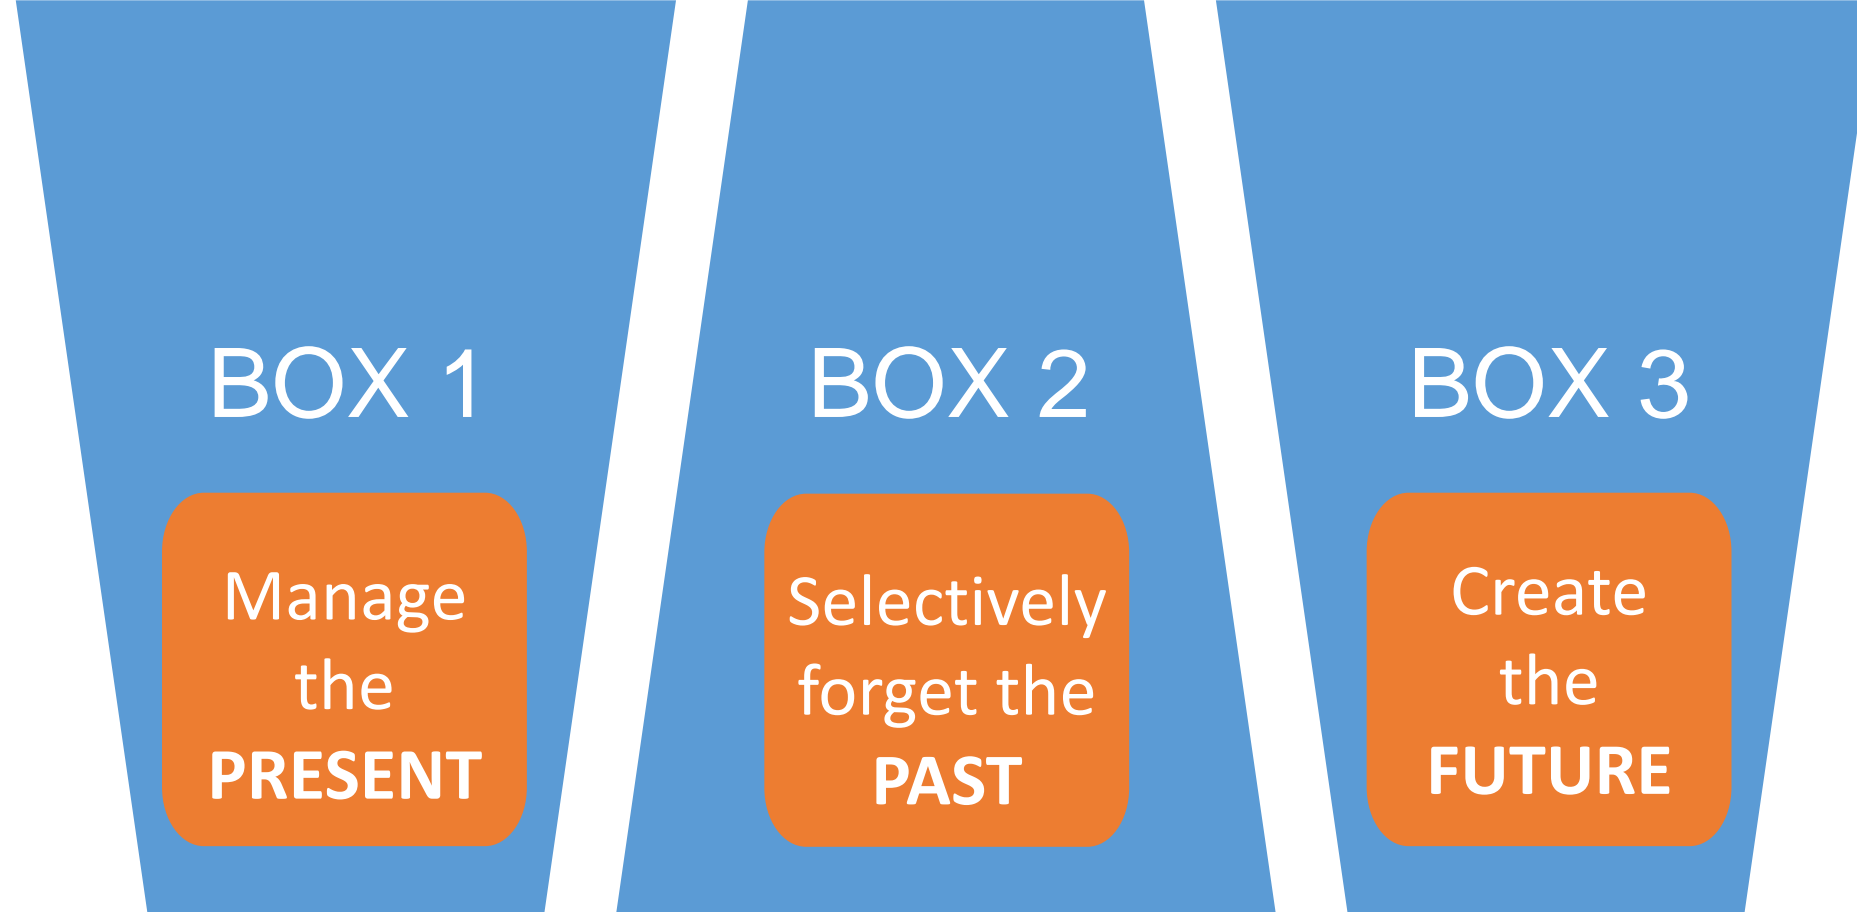 BOX 1
Manage
the
PRESENT
BOX 2
Selectively
forget the
PAST
BOX 3
Create
the
FUTURE